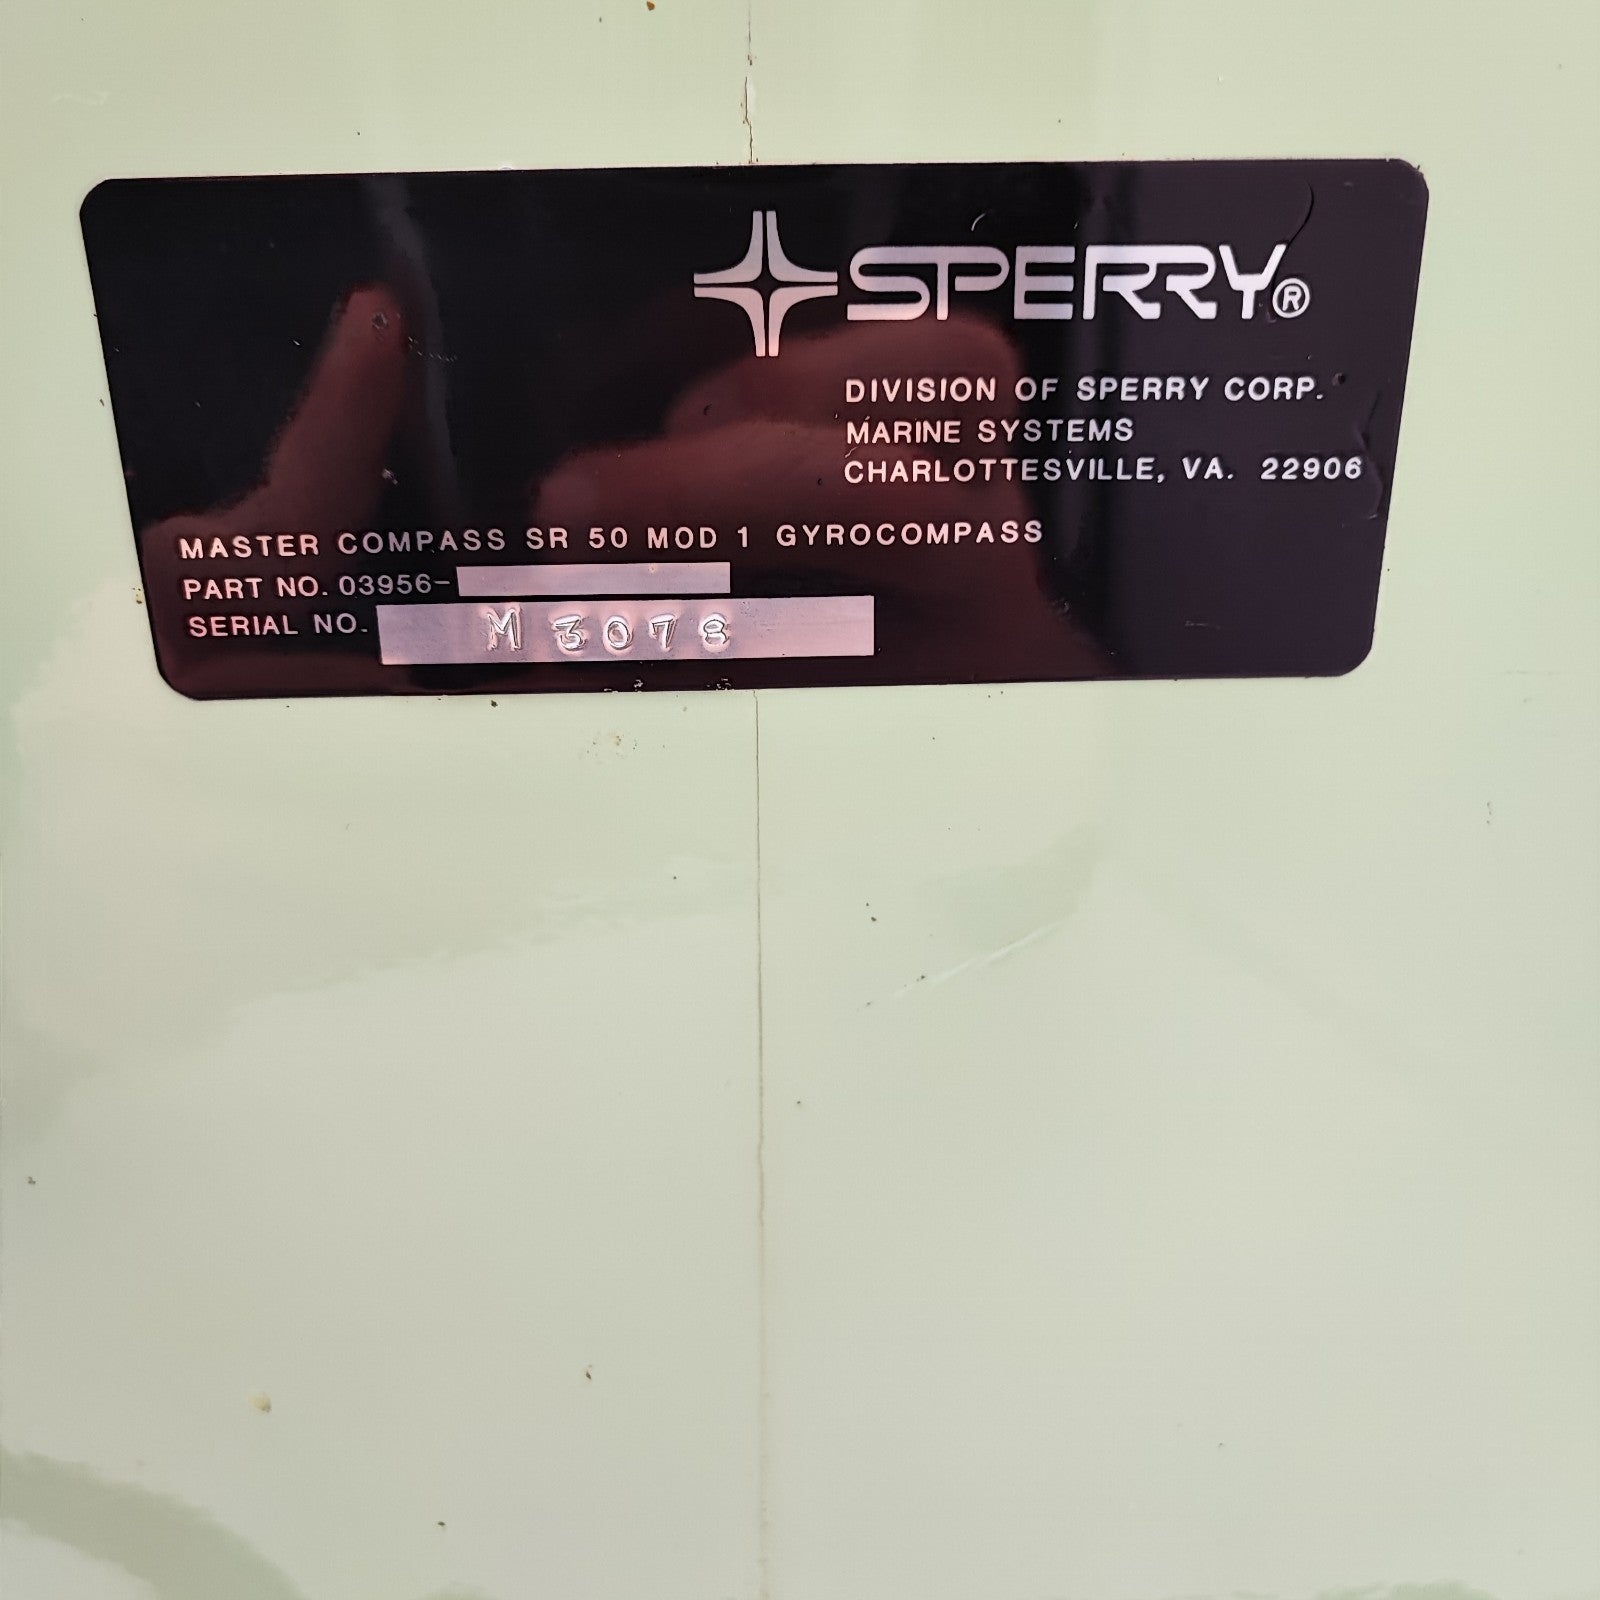 SPERRY®
DIVISION OF SPERRY CORP.
MARINE SYSTEMS
CHARLOTTESVILLE, VA. 22906
MASTER COMPASS SR 50 MOD 1 GYROCOMPASS
PART NO. 03956-
SERIAL NO. M 3078